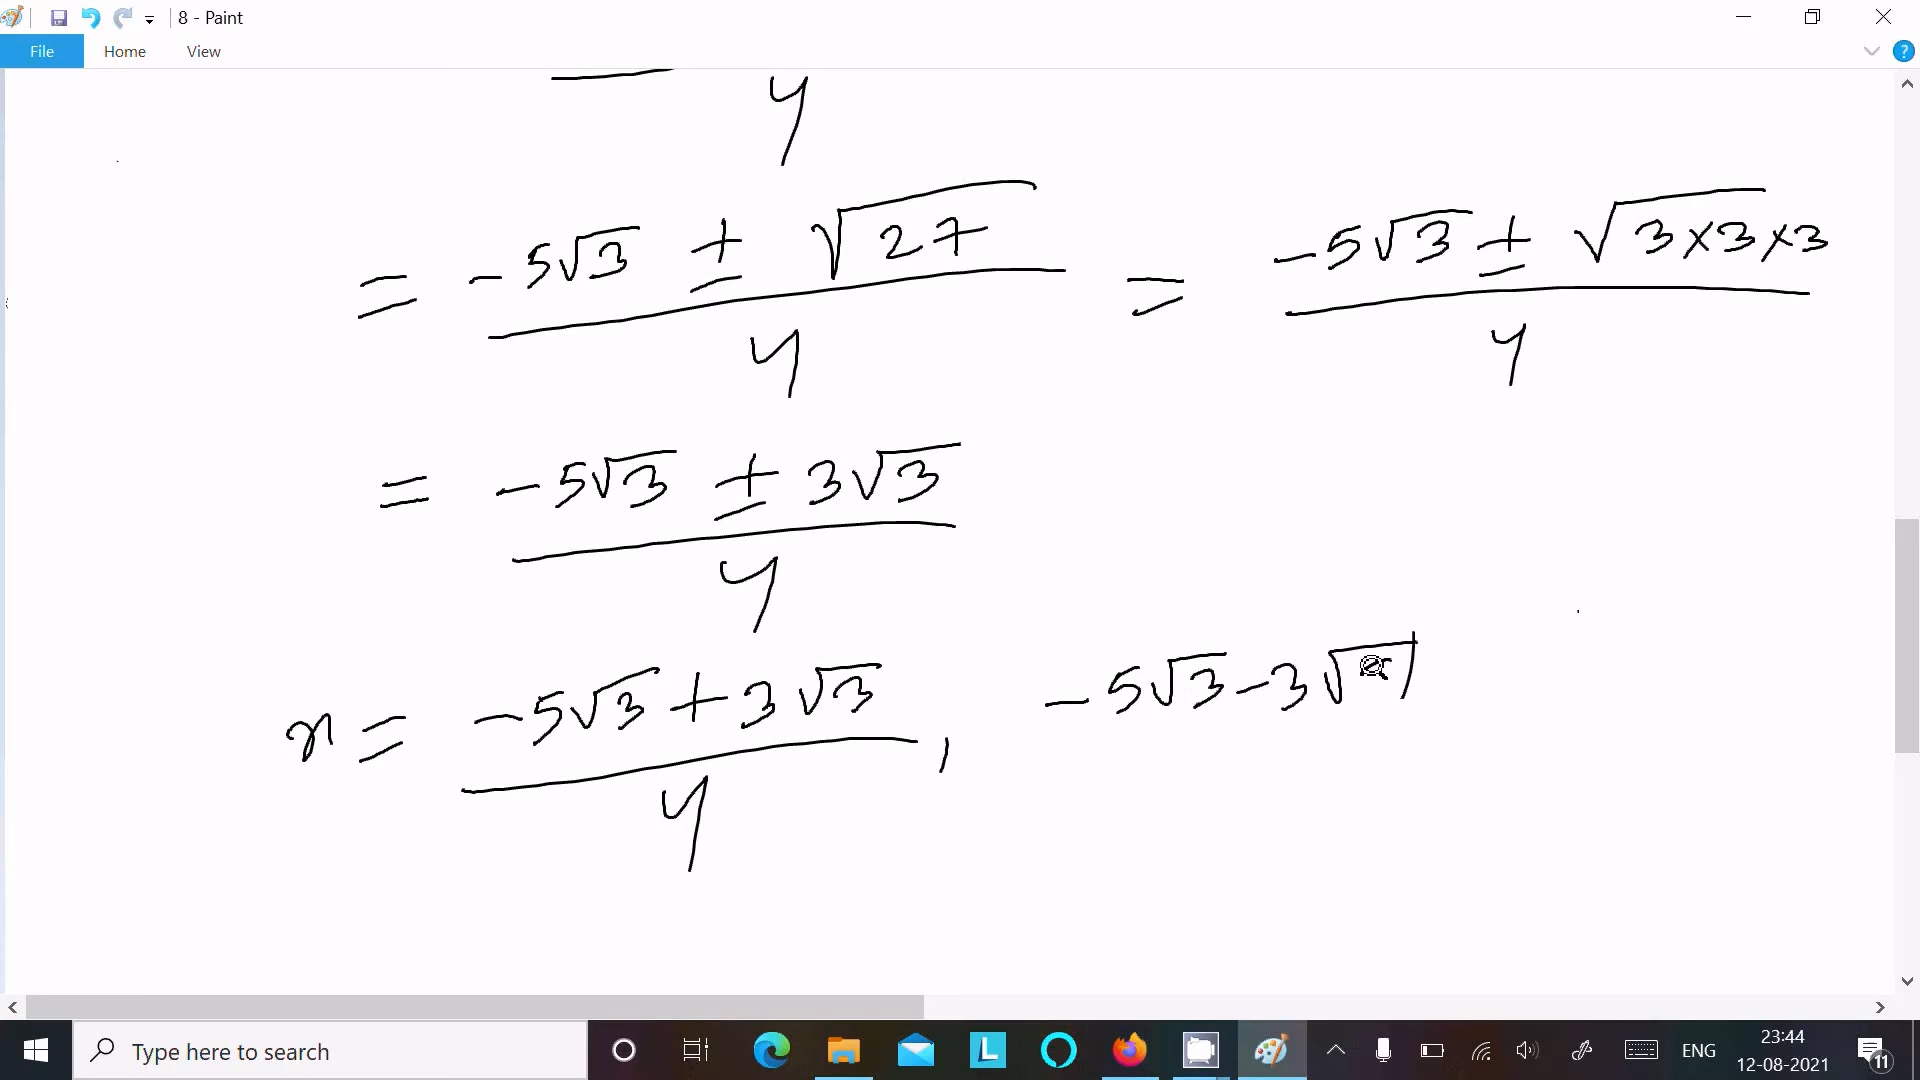 8 - Paint
File Home View
4
= -5√3 ± √27 / 4 = -5√3 ± √3×3×3 / 4
= -5√3 ± 3√3 / 4
x = -5√3 + 3√3 / 4 , -5√3 - 3√
Type here to search
L
ENG
23:44
12-08-2021
11